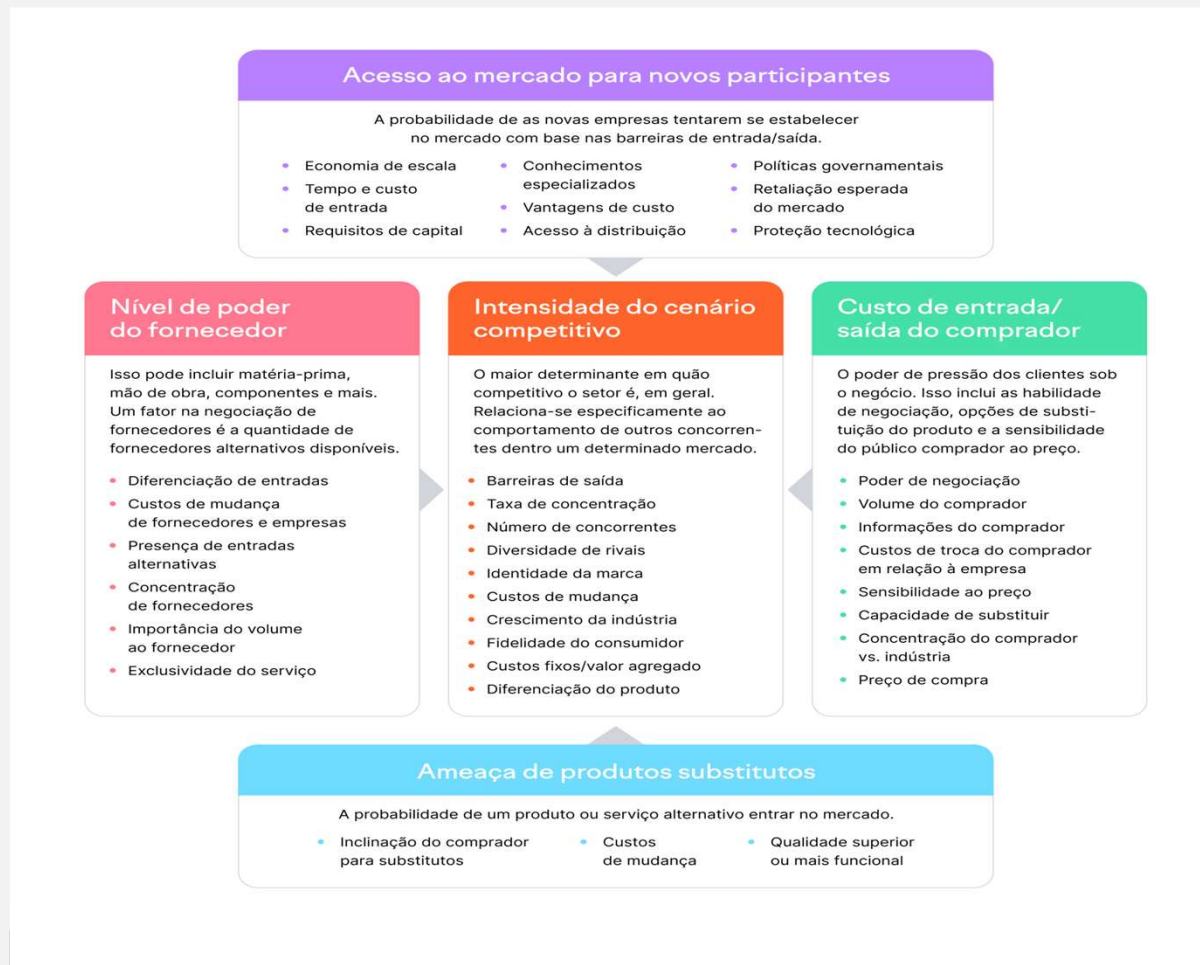 Acesso ao mercado para novos participantes
A probabilidade de as novas empresas tentarem se estabelecer
no mercado com base nas barreiras de entrada/saída.
• Economia de escala
• Tempo e custo
de entrada
• Requisitos de capital
• Conhecimentos
especializados
• Vantagens de custo
• Acesso à distribuição
• Políticas governamentais
• Retaliação esperada
do mercado
• Proteção tecnológica
Nível de poder
do fornecedor
Isso pode incluir matéria-prima,
mão de obra, componentes e mais.
Um fator na negociação de
fornecedores é a quantidade de
fornecedores alternativos disponíveis.
• Diferenciação de entradas
• Custos de mudança
de fornecedores e empresas
• Presença de entradas
alternativas
• Concentração
de fornecedores
• Importância do volume
ao fornecedor
• Exclusividade do serviço
Intensidade do cenário
competitivo
O maior determinante em quão
competitivo o setor é, em geral.
Relaciona-se especificamente ao
comportamento de outros concorren-
tes dentro um determinado mercado.
• Barreiras de saída
• Taxa de concentração
• Número de concorrentes
• Diversidade de rivais
• Identidade da marca
• Custos de mudança
• Crescimento da indústria
• Fidelidade do consumidor
• Custos fixos/valor agregado
• Diferenciação do produto
Custo de entrada/
saída do comprador
O poder de pressão dos clientes sob
o negócio. Isso inclui as habilidade
de negociação, opções de substi-
tuição do produto e a sensibilidade
do público comprador ao preço.
• Poder de negociação
• Volume do comprador
• Informações do comprador
• Custos de troca do comprador
em relação à empresa
• Sensibilidade ao preço
• Capacidade de substituir
• Concentração do comprador
vs. indústria
• Preço de compra
Ameaça de produtos substitutos
A probabilidade de um produto ou serviço alternativo entrar no mercado.
• Inclinação do comprador
para substitutos
• Custos
de mudança
• Qualidade superior
ou mais funcional